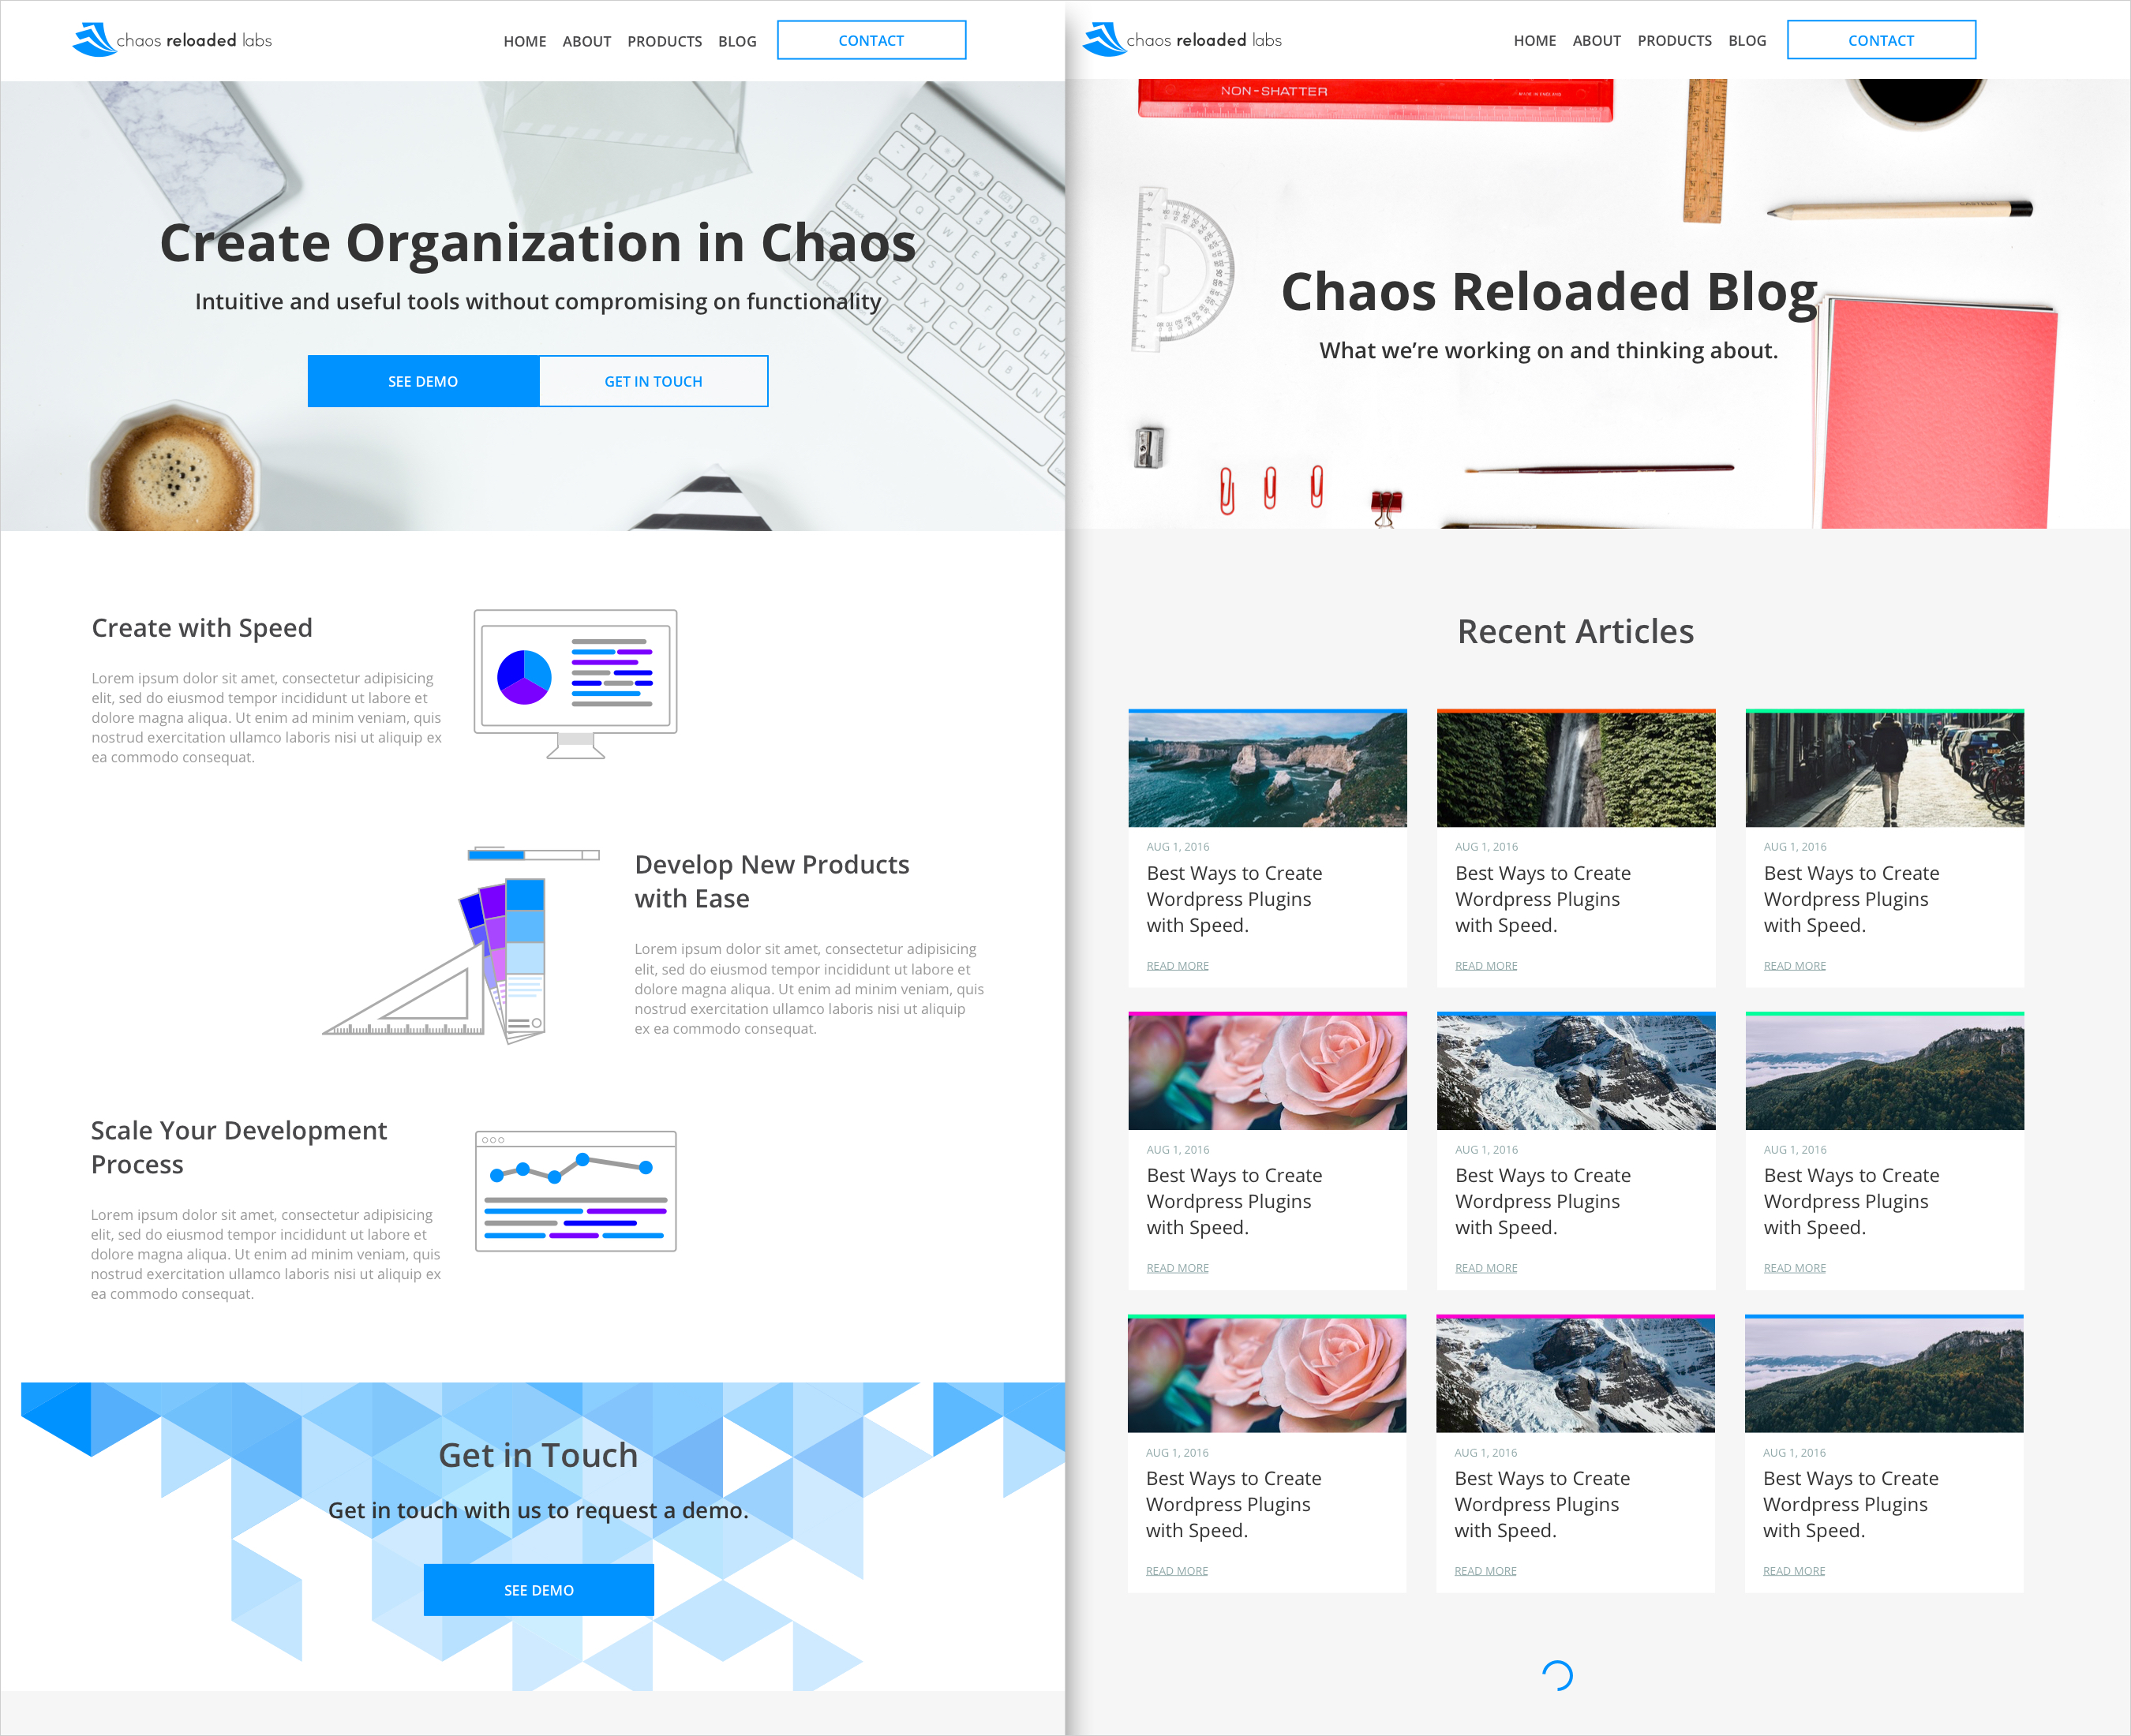 chaos reloaded labs
HOME ABOUT PRODUCTS BLOG CONTACT
Create Organization in Chaos
Intuitive and useful tools without compromising on functionality
SEE DEMO GET IN TOUCH
Create with Speed
Lorem ipsum dolor sit amet, consectetur adipisicing
elit, sed do eiusmod tempor incididunt ut labore et
dolore magna aliqua. Ut enim ad minim veniam, quis
nostrud exercitation ullamco laboris nisi ut aliquip ex
ea commodo consequat.
Develop New Products
with Ease
Lorem ipsum dolor sit amet, consectetur adipisicing
elit, sed do eiusmod tempor incididunt ut labore et
dolore magna aliqua. Ut enim ad minim veniam, quis
nostrud exercitation ullamco laboris nisi ut aliquip
ex ea commodo consequat.
Scale Your Development
Process
Lorem ipsum dolor sit amet, consectetur adipisicing
elit, sed do eiusmod tempor incididunt ut labore et
dolore magna aliqua. Ut enim ad minim veniam, quis
nostrud exercitation ullamco laboris nisi ut aliquip ex
ea commodo consequat.
Get in Touch
Get in touch with us to request a demo.
SEE DEMO
chaos reloaded labs
HOME ABOUT PRODUCTS BLOG CONTACT
NON-SHATTER
MADE IN ENGLAND
Chaos Reloaded Blog
What we’re working on and thinking about.
Recent Articles
AUG 1, 2016
Best Ways to Create
Wordpress Plugins
with Speed.
READ MORE
AUG 1, 2016
Best Ways to Create
Wordpress Plugins
with Speed.
READ MORE
AUG 1, 2016
Best Ways to Create
Wordpress Plugins
with Speed.
READ MORE
AUG 1, 2016
Best Ways to Create
Wordpress Plugins
with Speed.
READ MORE
AUG 1, 2016
Best Ways to Create
Wordpress Plugins
with Speed.
READ MORE
AUG 1, 2016
Best Ways to Create
Wordpress Plugins
with Speed.
READ MORE
AUG 1, 2016
Best Ways to Create
Wordpress Plugins
with Speed.
READ MORE
AUG 1, 2016
Best Ways to Create
Wordpress Plugins
with Speed.
READ MORE
AUG 1, 2016
Best Ways to Create
Wordpress Plugins
with Speed.
READ MORE